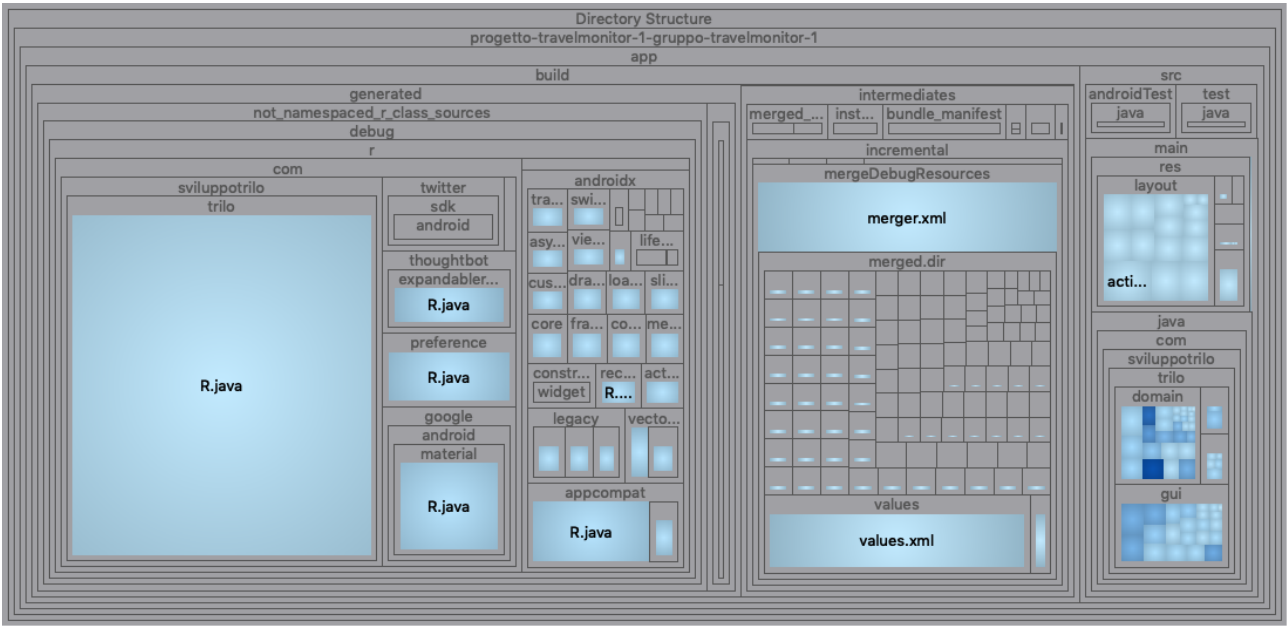 Directory Structure
progetto-travelmonitor-1-gruppo-travelmonitor-1
app
build
src
generated
intermediates
androidTest
test
not_namespaced_r_class_sources
merged_...
inst...
bundle_manifest
java
java
debug
r
incremental
main
com
mergeDebugResources
res
sviluppotrilo
twitter
androidx
layout
trilo
sdk
tra...
swi...
android
merger.xml
asy...
vie...
life...
thoughtbot
merged.dir
expandabler...
cus...
dra...
loa...
sli...
acti...
R.java
core
fra...
co...
me...
java
preference
com
sviluppotrilo
R.java
R.java
constr...
rec...
act...
trilo
widget
R....
domain
google
legacy
vecto...
android
material
appcompat
gui
R.java
values
R.java
values.xml